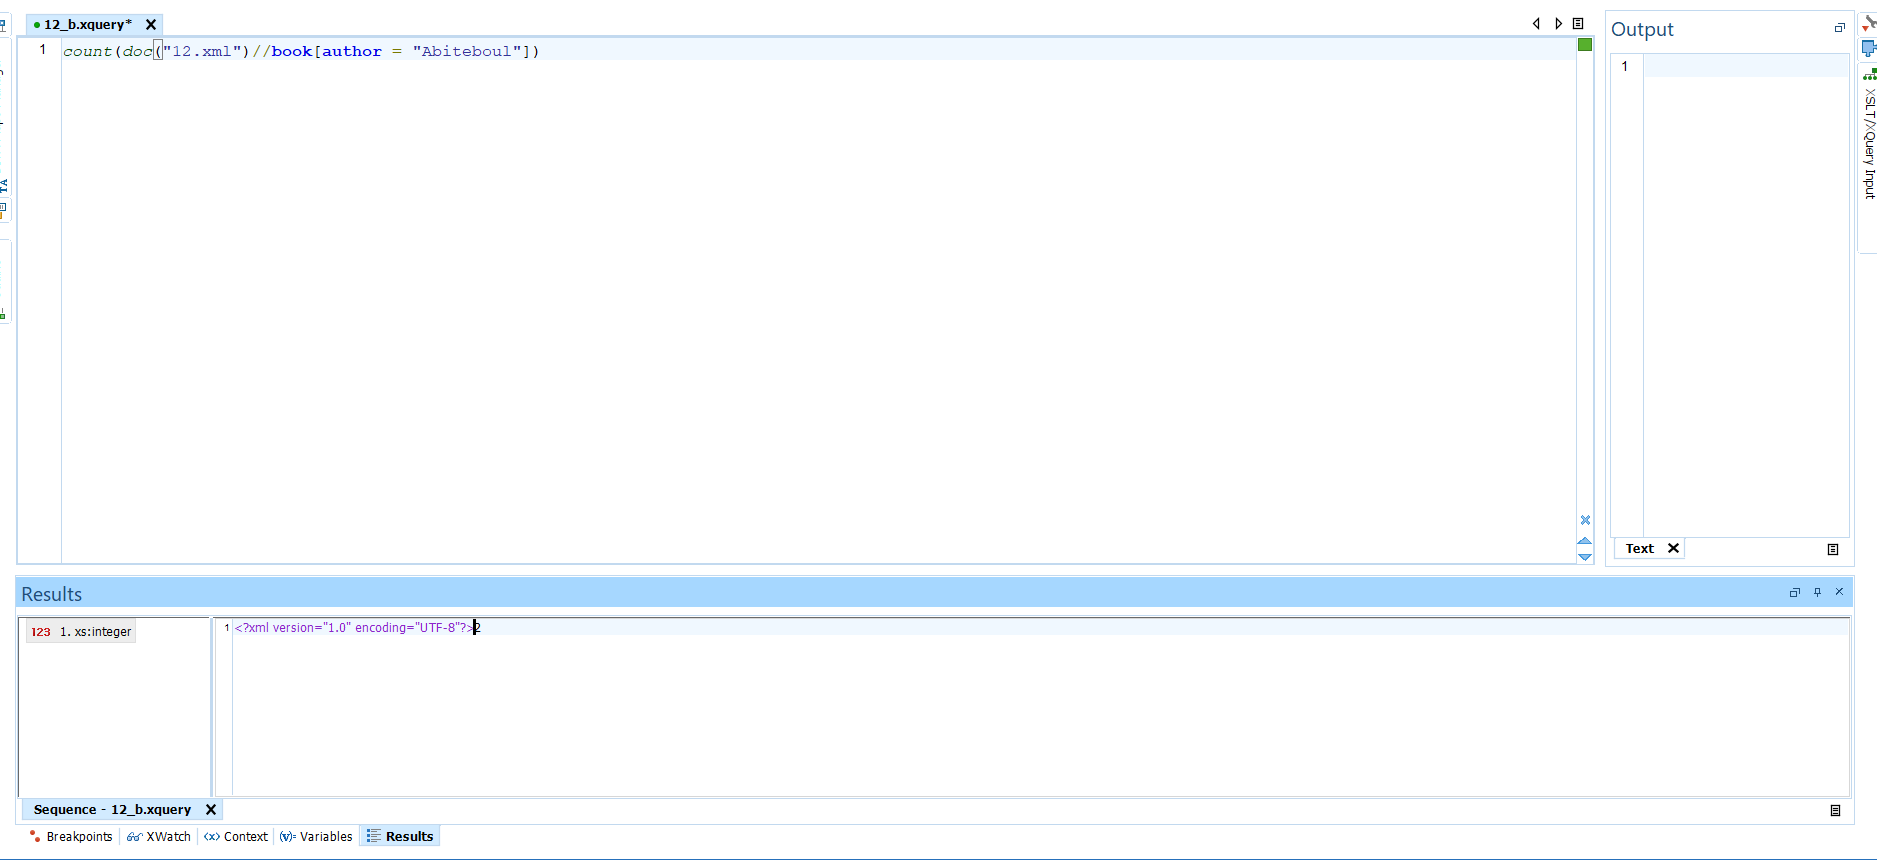 12_b.xquery*
1
count(doc("12.xml")//book[author = "Abiteboul"])
Output
1
Text
XSLT/XQuery Input
TA
Results
123 1. xs:integer
1 <?xml version="1.0" encoding="UTF-8"?>2
Sequence - 12_b.xquery
Breakpoints
XWatch
<x> Context
(v)= Variables
Results